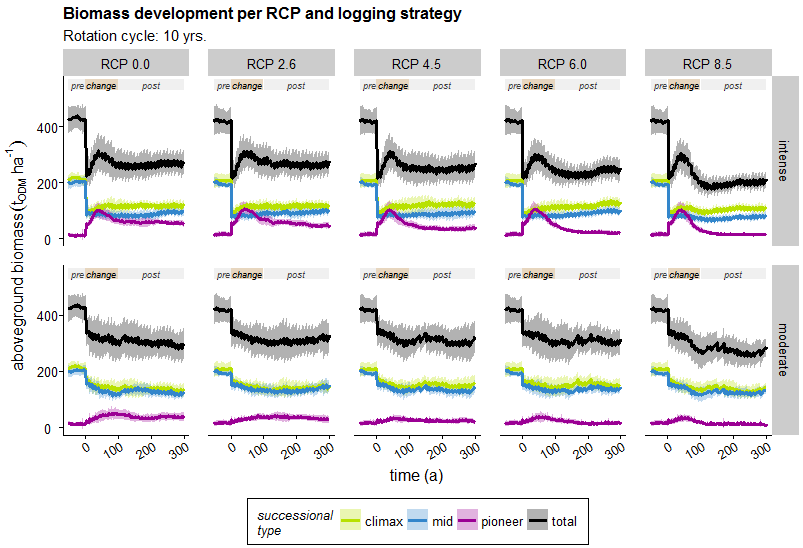 Biomass development per RCP and logging strategy
Rotation cycle: 10 yrs.
RCP 0.0 RCP 2.6 RCP 4.5 RCP 6.0 RCP 8.5
pre change post pre change post pre change post pre change post pre change post
400
200
0
intense
pre change post pre change post pre change post pre change post pre change post
400
200
0
moderate
aboveground biomass (t_ODM ha^-1)
0 100 200 300 0 100 200 300 0 100 200 300 0 100 200 300 0 100 200 300
time (a)
successional
type
climax mid pioneer total